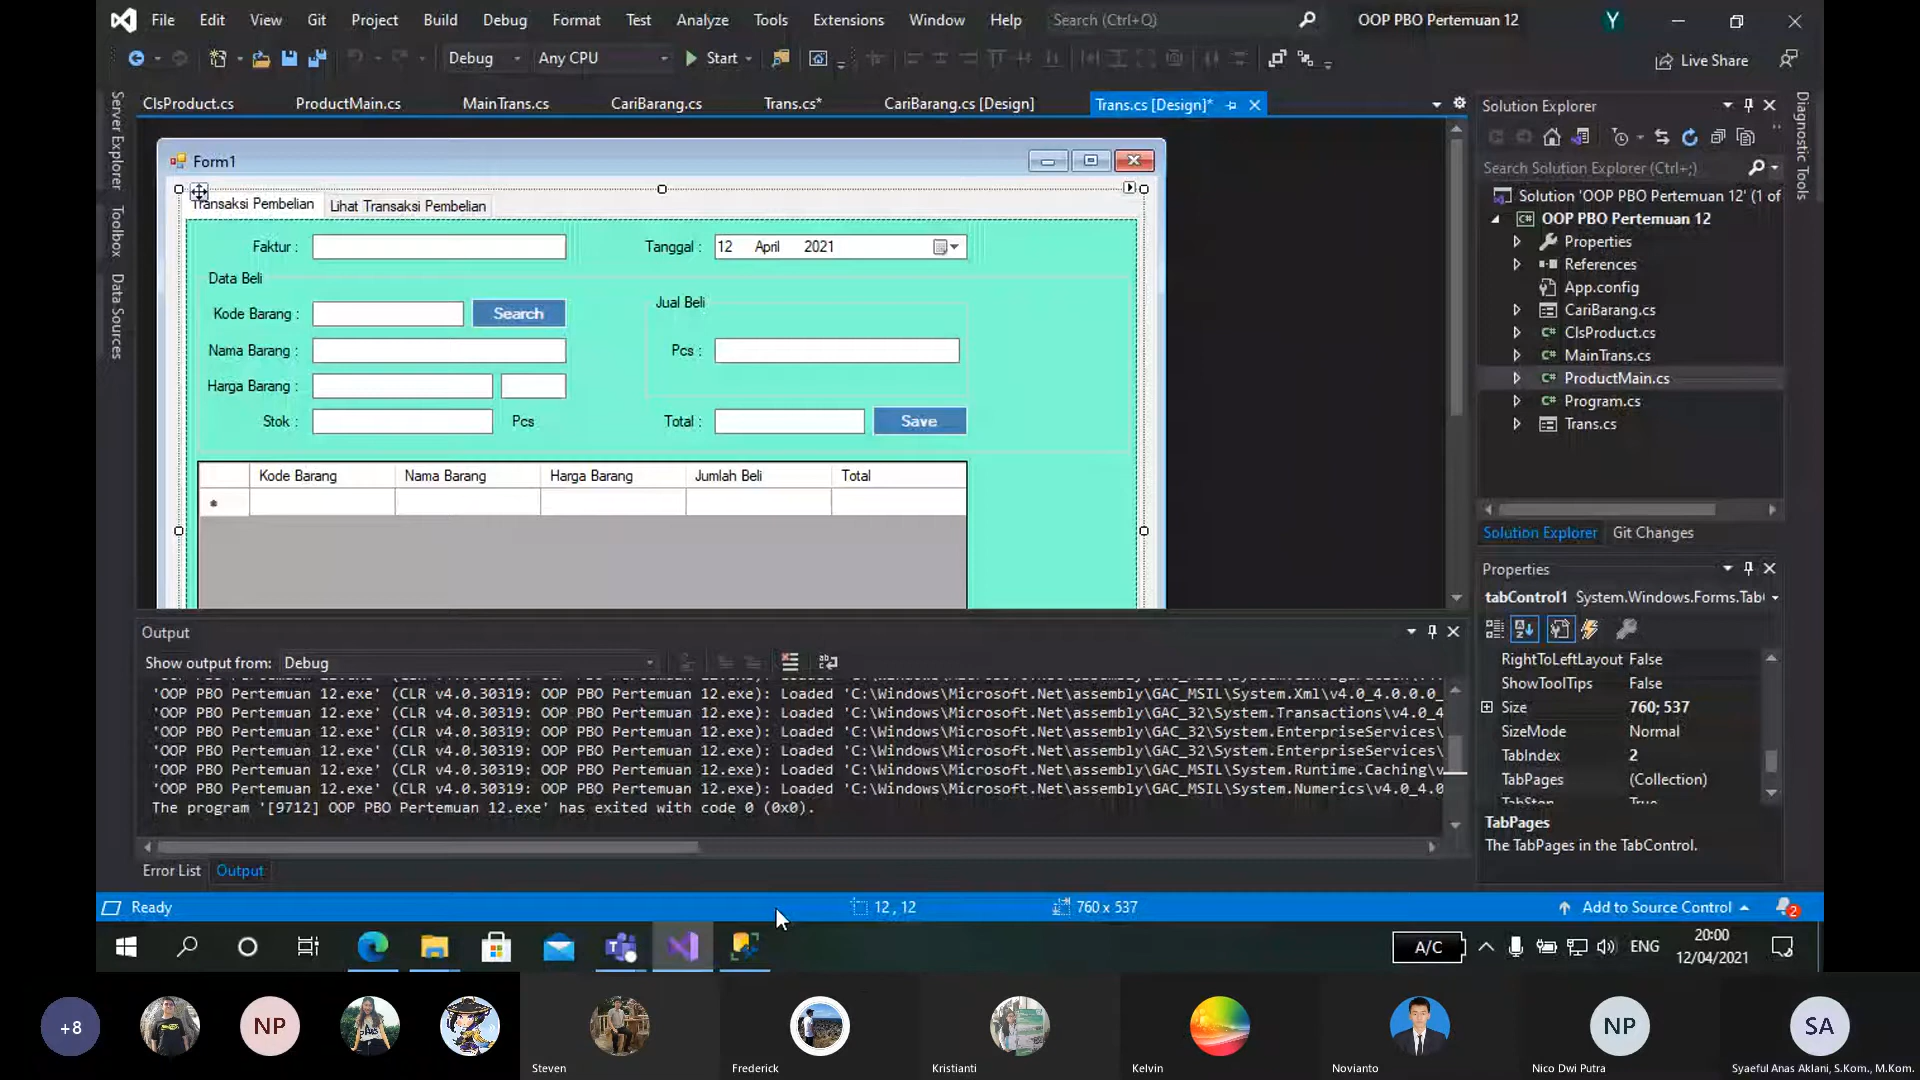 File Edit View Git Project Build Debug Format Test Analyze Tools Extensions Window Help Search (Ctrl+Q) OOP PBO Pertemuan 12 Y
Debug Any CPU Start Live Share
ClsProduct.cs ProductMain.cs MainTrans.cs CariBarang.cs Trans.cs* CariBarang.cs [Design] Trans.cs [Design]*
Server Explorer
Toolbox
Data Sources
Form1
Transaksi Pembelian Lihat Transaksi Pembelian
Faktur : Tanggal : 12 April 2021
Data Beli
Kode Barang : Search Jual Beli
Nama Barang : Pcs :
Harga Barang :
Stok : Pcs Total : Save
Kode Barang Nama Barang Harga Barang Jumlah Beli Total
Solution Explorer
Search Solution Explorer (Ctrl+;)
Solution 'OOP PBO Pertemuan 12' (1 of
OOP PBO Pertemuan 12
Properties
References
App.config
CariBarang.cs
ClsProduct.cs
MainTrans.cs
ProductMain.cs
Program.cs
Trans.cs
Solution Explorer Git Changes
Diagnostic Tools
Properties
tabControl1 System.Windows.Forms.Tab
RightToLeftLayout False
ShowToolTips False
Size 760; 537
SizeMode Normal
TabIndex 2
TabPages (Collection)
TabStop True
TabPages
The TabPages in the TabControl.
Output
Show output from: Debug
'OOP PBO Pertemuan 12.exe' (CLR v4.0.30319: OOP PBO Pertemuan 12.exe): Loaded 'C:\Windows\Microsoft.Net\assembly\GAC_MSIL\System.Xml\v4.0_4.0.0.0_
'OOP PBO Pertemuan 12.exe' (CLR v4.0.30319: OOP PBO Pertemuan 12.exe): Loaded 'C:\Windows\Microsoft.Net\assembly\GAC_32\System.Transactions\v4.0_4
'OOP PBO Pertemuan 12.exe' (CLR v4.0.30319: OOP PBO Pertemuan 12.exe): Loaded 'C:\Windows\Microsoft.Net\assembly\GAC_32\System.EnterpriseServices\
'OOP PBO Pertemuan 12.exe' (CLR v4.0.30319: OOP PBO Pertemuan 12.exe): Loaded 'C:\Windows\Microsoft.Net\assembly\GAC_32\System.EnterpriseServices\
'OOP PBO Pertemuan 12.exe' (CLR v4.0.30319: OOP PBO Pertemuan 12.exe): Loaded 'C:\Windows\Microsoft.Net\assembly\GAC_MSIL\System.Runtime.Caching\v
'OOP PBO Pertemuan 12.exe' (CLR v4.0.30319: OOP PBO Pertemuan 12.exe): Loaded 'C:\Windows\Microsoft.Net\assembly\GAC_MSIL\System.Numerics\v4.0_4.0
The program '[9712] OOP PBO Pertemuan 12.exe' has exited with code 0 (0x0).
Error List Output
Ready 12 , 12 760 x 537 Add to Source Control 2
A/C ENG 20:00
12/04/2021
+8 NP NP SA
Steven Frederick Kristianti Kelvin Novianto Nico Dwi Putra Syaeful Anas Aklani, S.Kom., M.Kom.